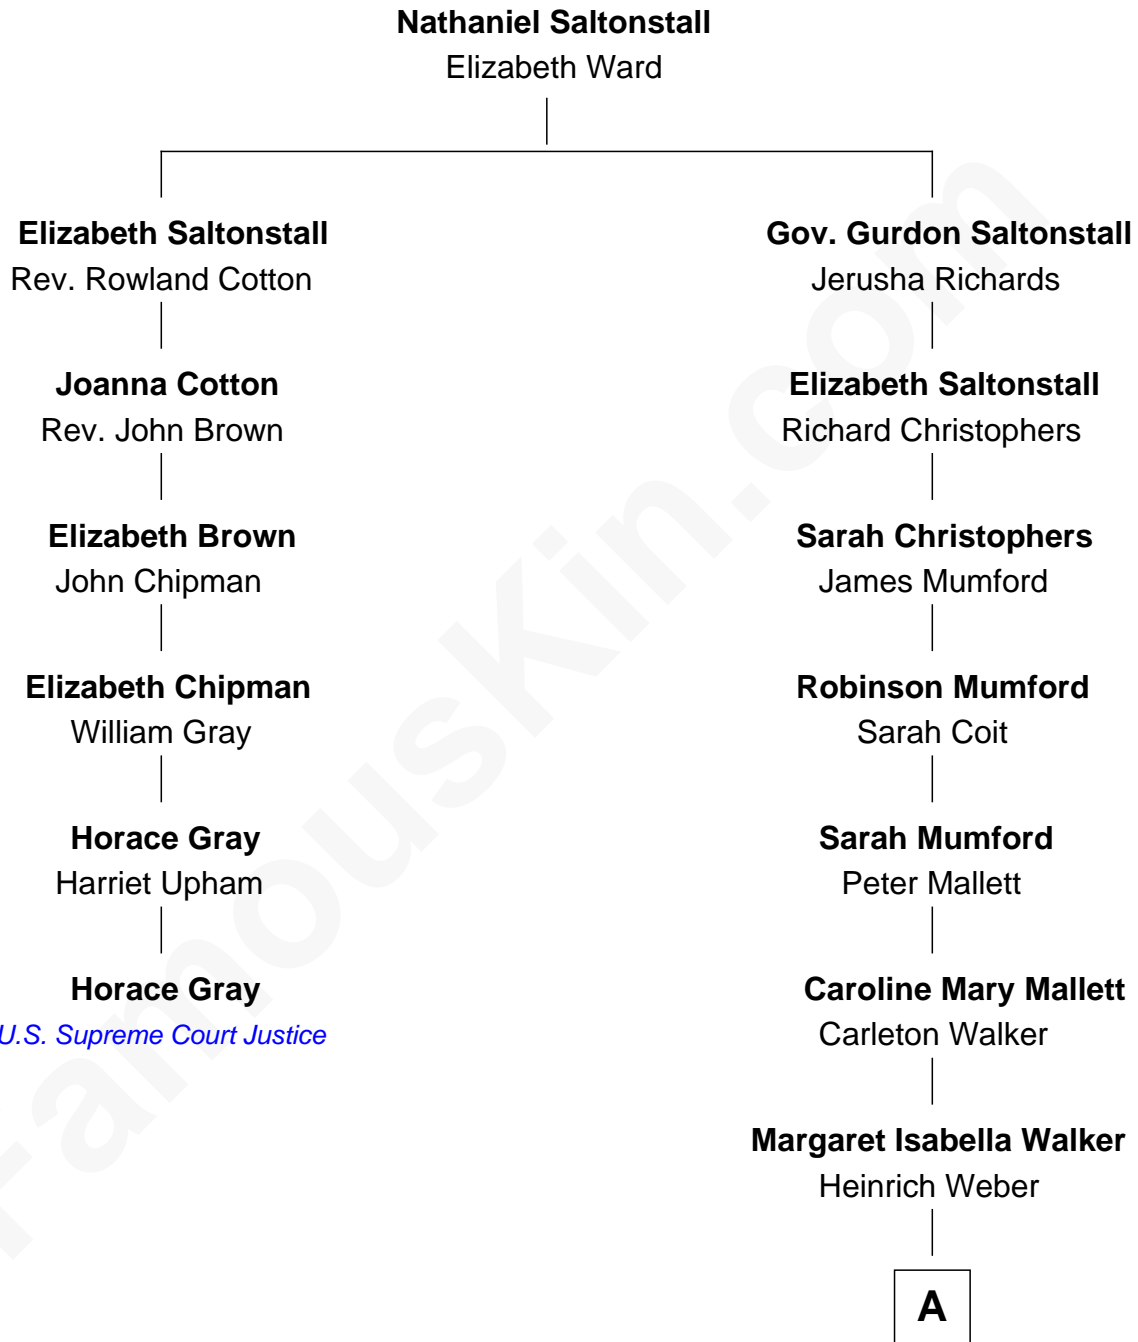 Nathaniel Saltonstall
Elizabeth Ward
Elizabeth Saltonstall
Rev. Rowland Cotton
Gov. Gurdon Saltonstall
Jerusha Richards
Joanna Cotton
Rev. John Brown
Elizabeth Saltonstall
Richard Christophers
Elizabeth Brown
John Chipman
Sarah Christophers
James Mumford
Elizabeth Chipman
William Gray
Robinson Mumford
Sarah Coit
Horace Gray
Harriet Upham
Sarah Mumford
Peter Mallett
Horace Gray
U.S. Supreme Court Justice
Caroline Mary Mallett
Carleton Walker
Margaret Isabella Walker
Heinrich Weber
A
FamousKin.com